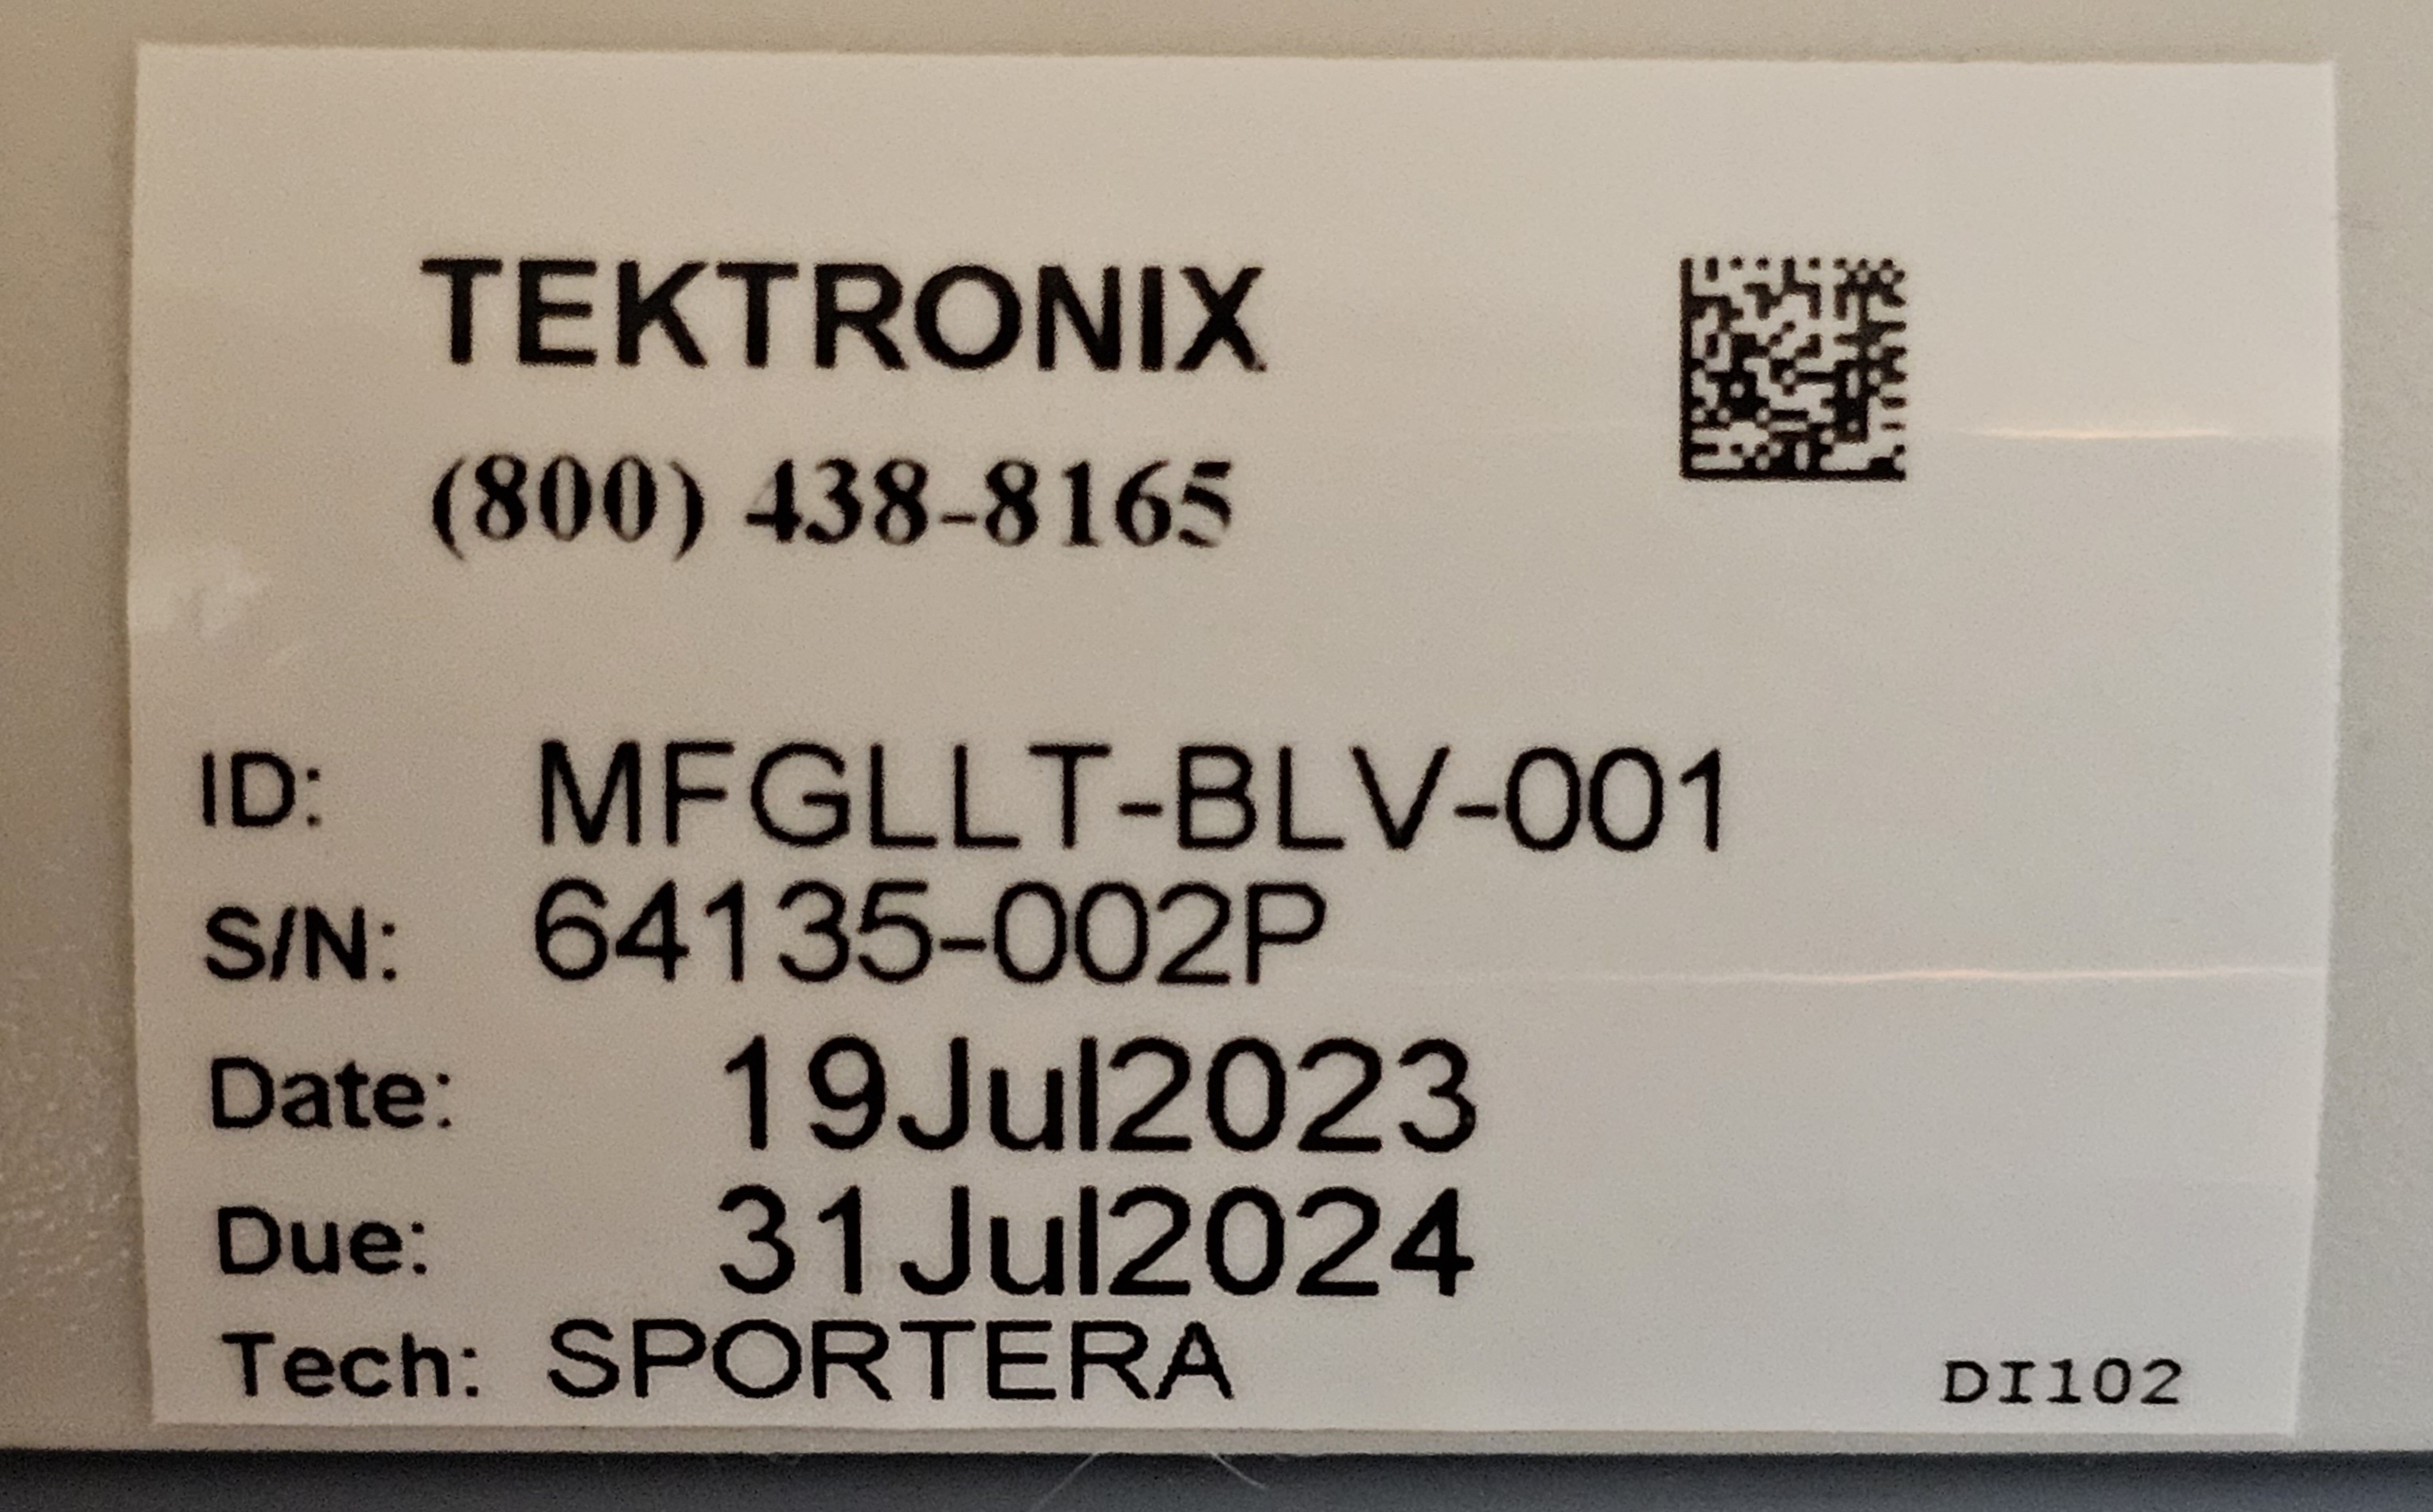 TEKTRONIX
(800) 438-8165
ID: MFGLLT-BLV-001
S/N: 64135-002P
Date: 19Jul2023
Due: 31Jul2024
Tech: SPORTERA
DI102